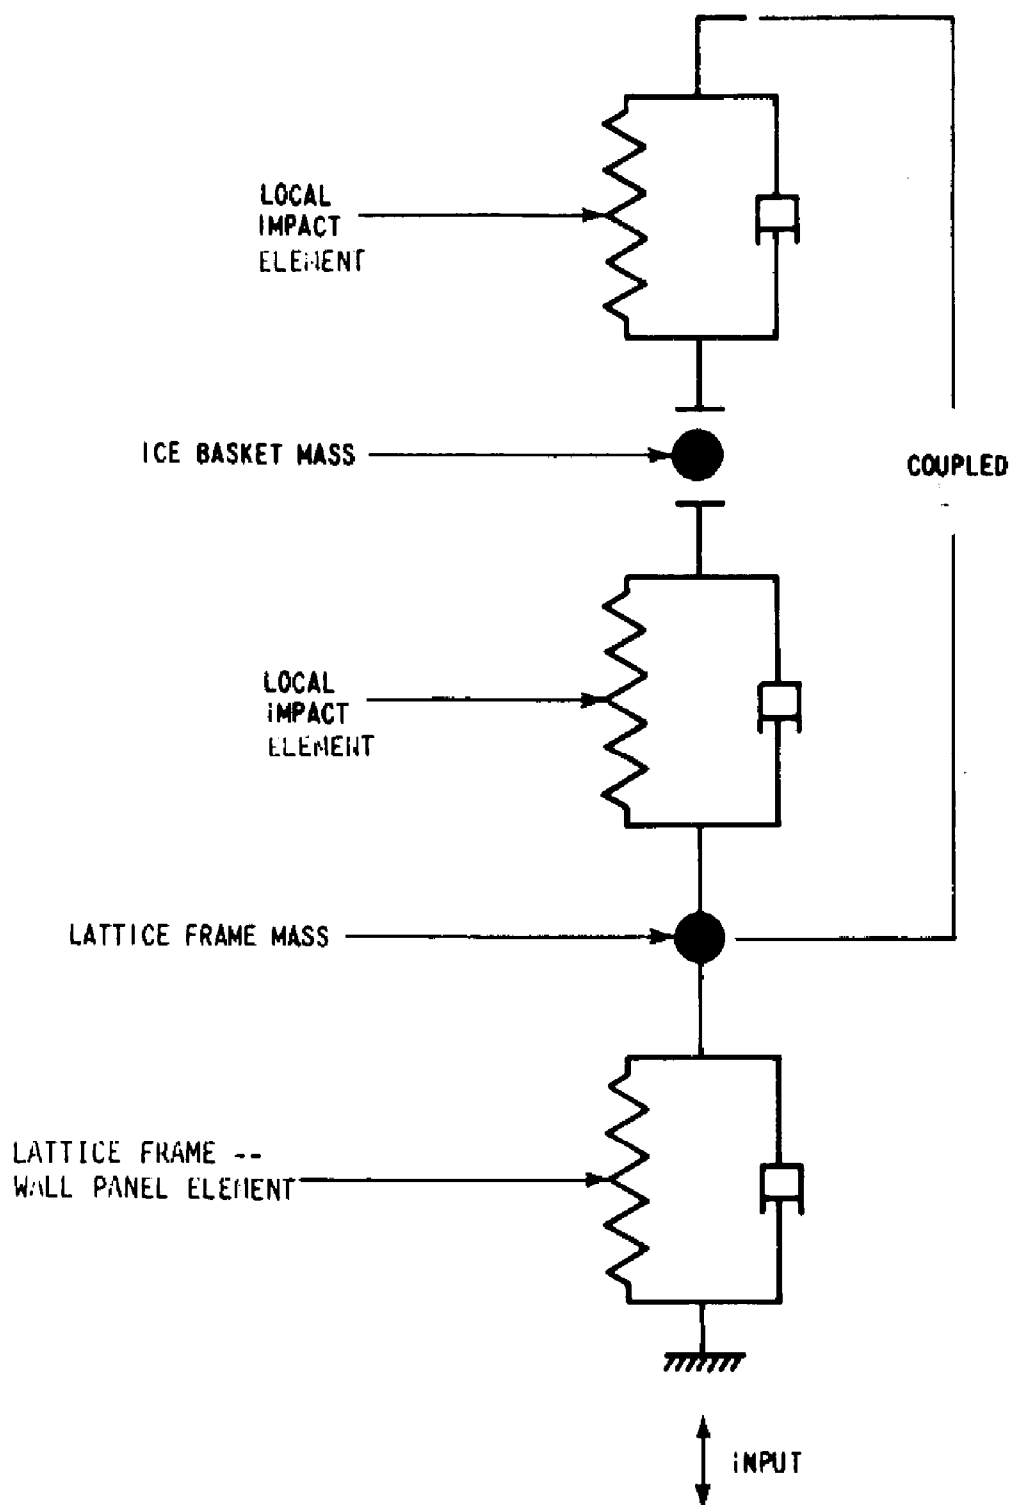 LOCAL
IMPACT
ELEMENT
ICE BASKET MASS
COUPLED
LOCAL
IMPACT
ELEMENT
LATTICE FRAME MASS
LATTICE FRAME --
WALL PANEL ELEMENT
INPUT